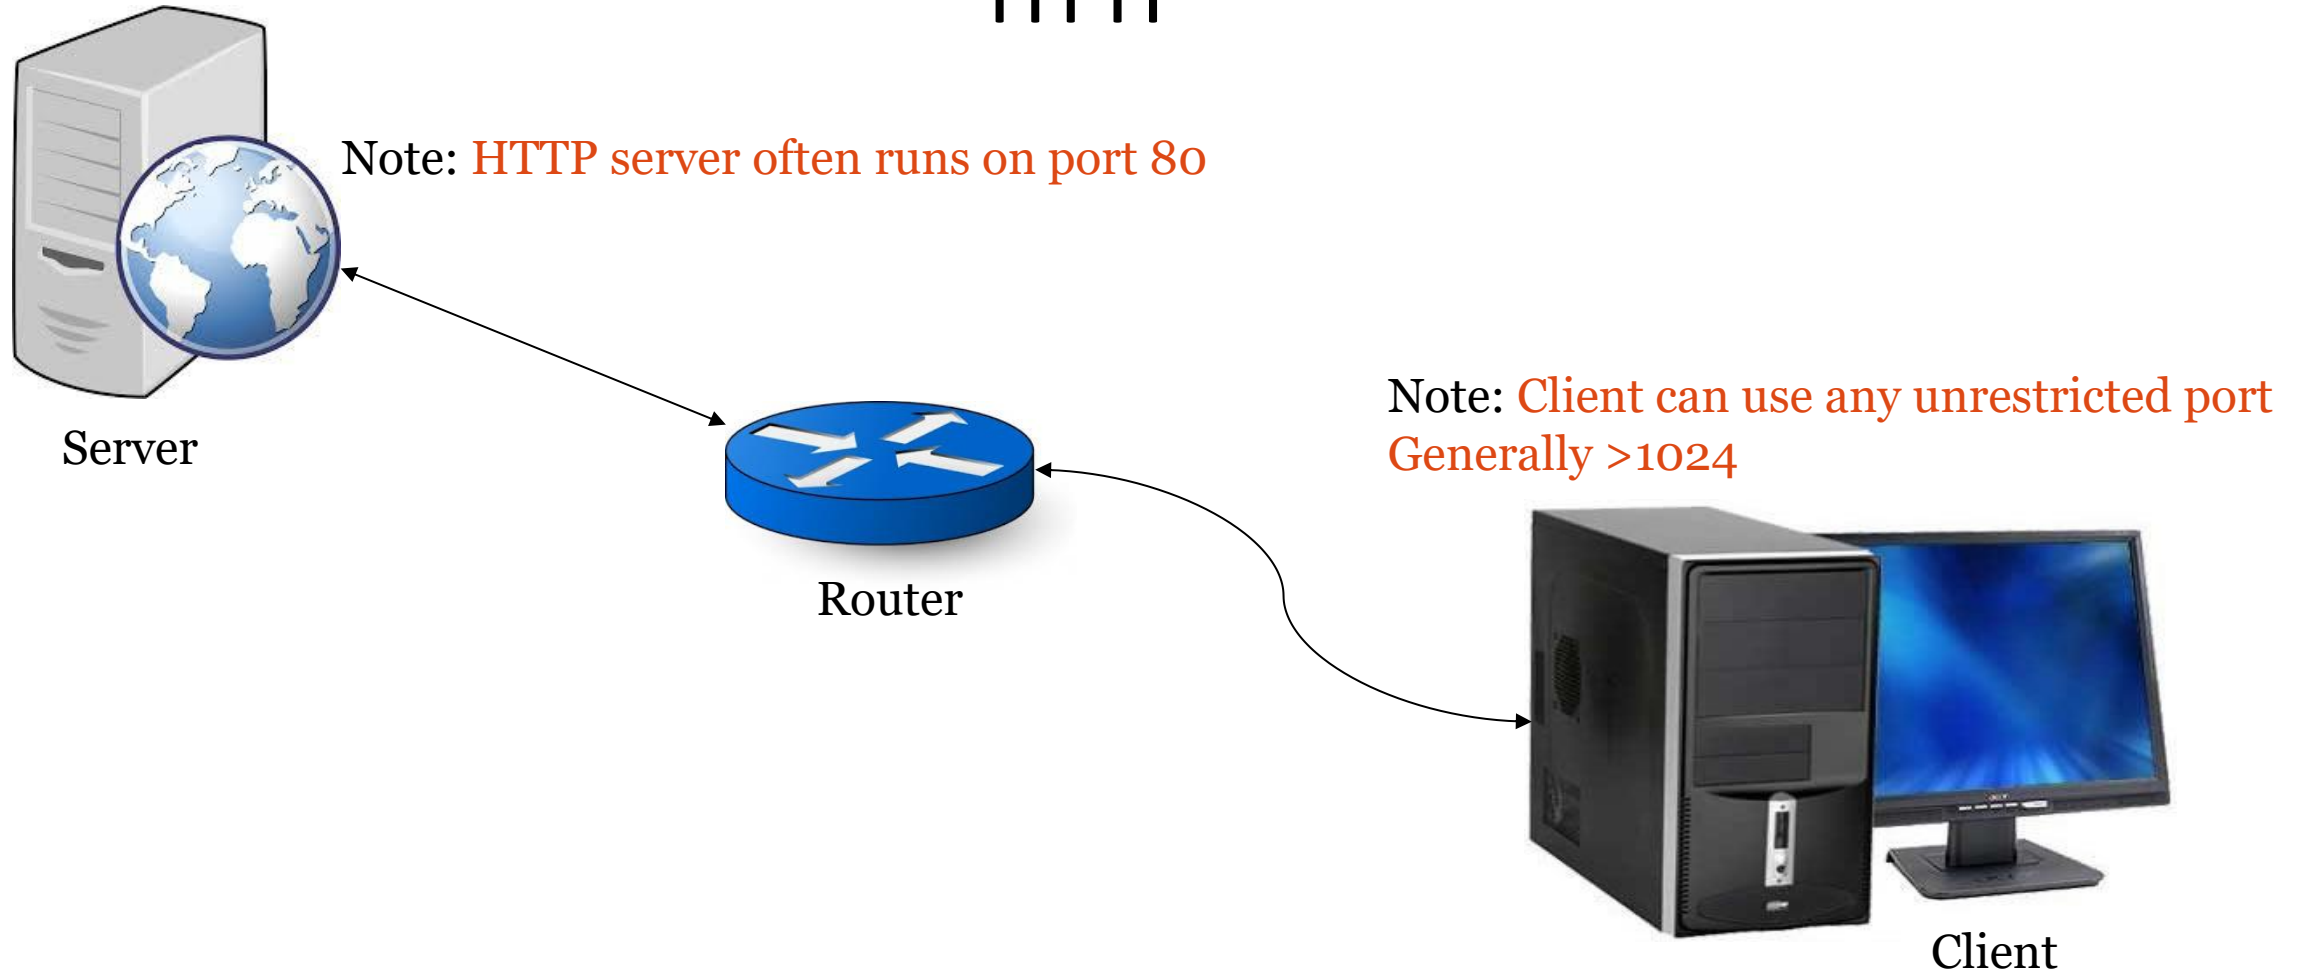 Note: HTTP server often runs on port 80
Note: Client can use any unrestricted port
Generally >1024
Server
Router
Client